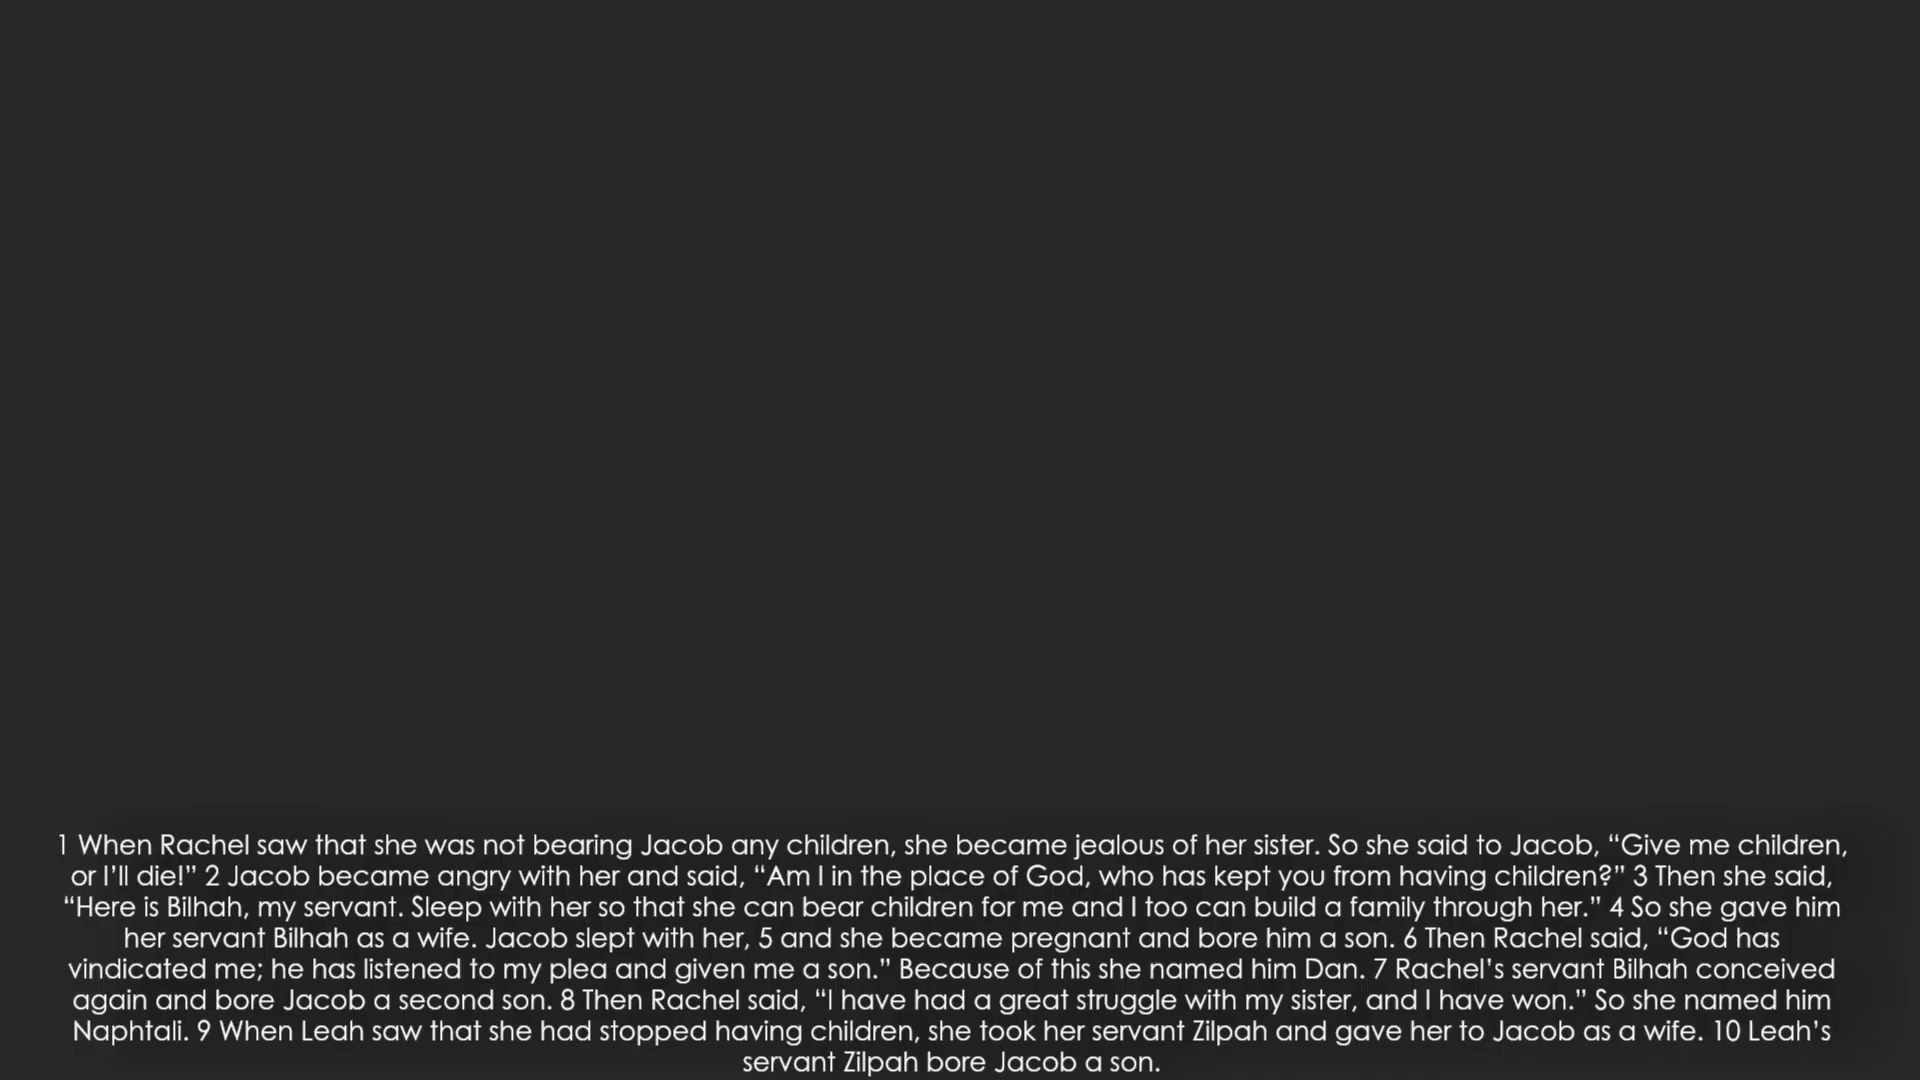 1 When Rachel saw that she was not bearing Jacob any children, she became jealous of her sister. So she said to Jacob, “Give me children,
or I’ll die!” 2 Jacob became angry with her and said, “Am I in the place of God, who has kept you from having children?” 3 Then she said,
“Here is Bilhah, my servant. Sleep with her so that she can bear children for me and I too can build a family through her.” 4 So she gave him
her servant Bilhah as a wife. Jacob slept with her, 5 and she became pregnant and bore him a son. 6 Then Rachel said, “God has
vindicated me; he has listened to my plea and given me a son.” Because of this she named him Dan. 7 Rachel’s servant Bilhah conceived
again and bore Jacob a second son. 8 Then Rachel said, “I have had a great struggle with my sister, and I have won.” So she named him
Naphtali. 9 When Leah saw that she had stopped having children, she took her servant Zilpah and gave her to Jacob as a wife. 10 Leah’s
servant Zilpah bore Jacob a son.